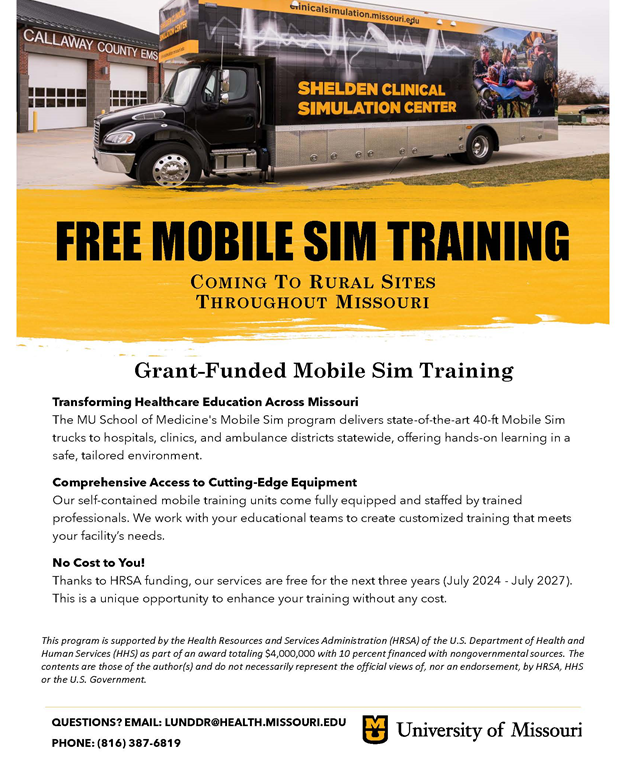 clinicalsimulation.missouri.edu
CALLAWAY COUNTY EMS
SHELDEN CLINICAL
SIMULATION CENTER
FREE MOBILE SIM TRAINING
COMING TO RURAL SITES
THROUGHOUT MISSOURI
Grant-Funded Mobile Sim Training
Transforming Healthcare Education Across Missouri
The MU School of Medicine's Mobile Sim program delivers state-of-the-art 40-ft Mobile Sim
trucks to hospitals, clinics, and ambulance districts statewide, offering hands-on learning in a
safe, tailored environment.
Comprehensive Access to Cutting-Edge Equipment
Our self-contained mobile training units come fully equipped and staffed by trained
professionals. We work with your educational teams to create customized training that meets
your facility’s needs.
No Cost to You!
Thanks to HRSA funding, our services are free for the next three years (July 2024 - July 2027).
This is a unique opportunity to enhance your training without any cost.
This program is supported by the Health Resources and Services Administration (HRSA) of the U.S. Department of Health and
Human Services (HHS) as part of an award totaling $4,000,000 with 10 percent financed with nongovernmental sources. The
contents are those of the author(s) and do not necessarily represent the official views of, nor an endorsement, by HRSA, HHS
or the U.S. Government.
QUESTIONS? EMAIL: LUNDDR@HEALTH.MISSOURI.EDU
PHONE: (816) 387-6819
MU
University of Missouri